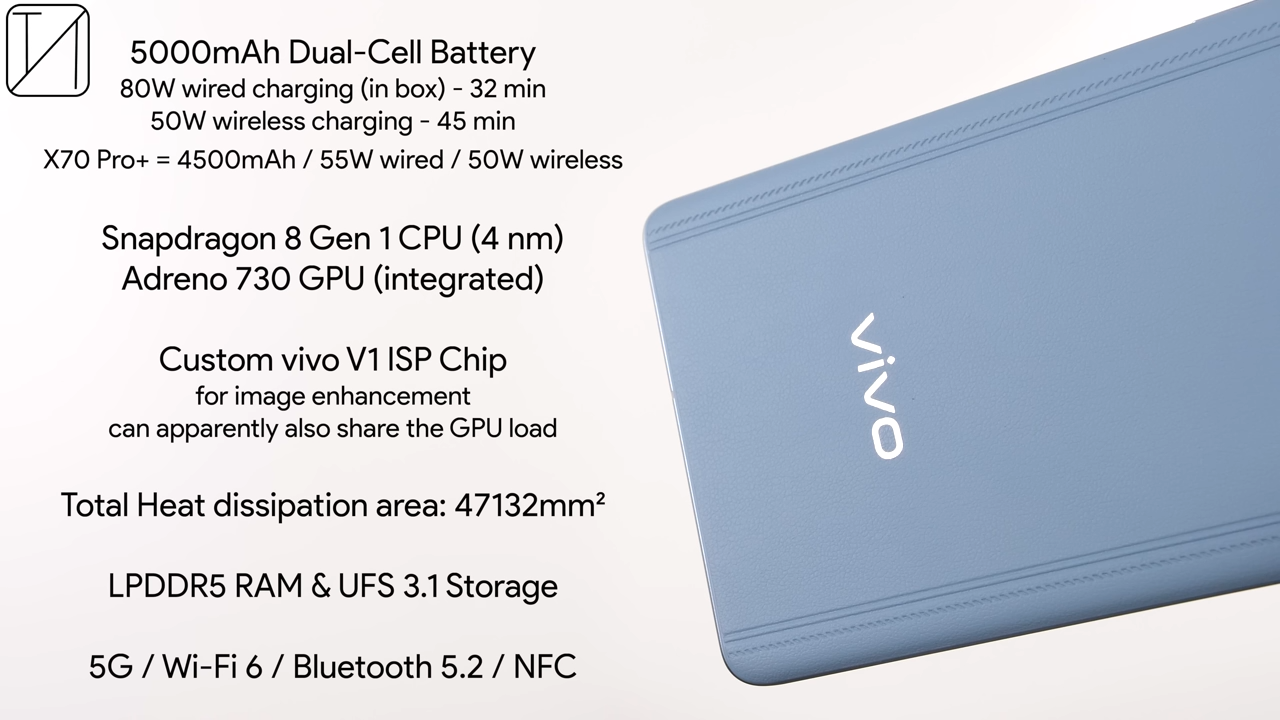 5000mAh Dual-Cell Battery
80W wired charging (in box) - 32 min
50W wireless charging - 45 min
X70 Pro+ = 4500mAh / 55W wired / 50W wireless
Snapdragon 8 Gen 1 CPU (4 nm)
Adreno 730 GPU (integrated)
Custom vivo V1 ISP Chip
for image enhancement
can apparently also share the GPU load
Total Heat dissipation area: 47132mm²
LPDDR5 RAM & UFS 3.1 Storage
5G / Wi-Fi 6 / Bluetooth 5.2 / NFC
vivo